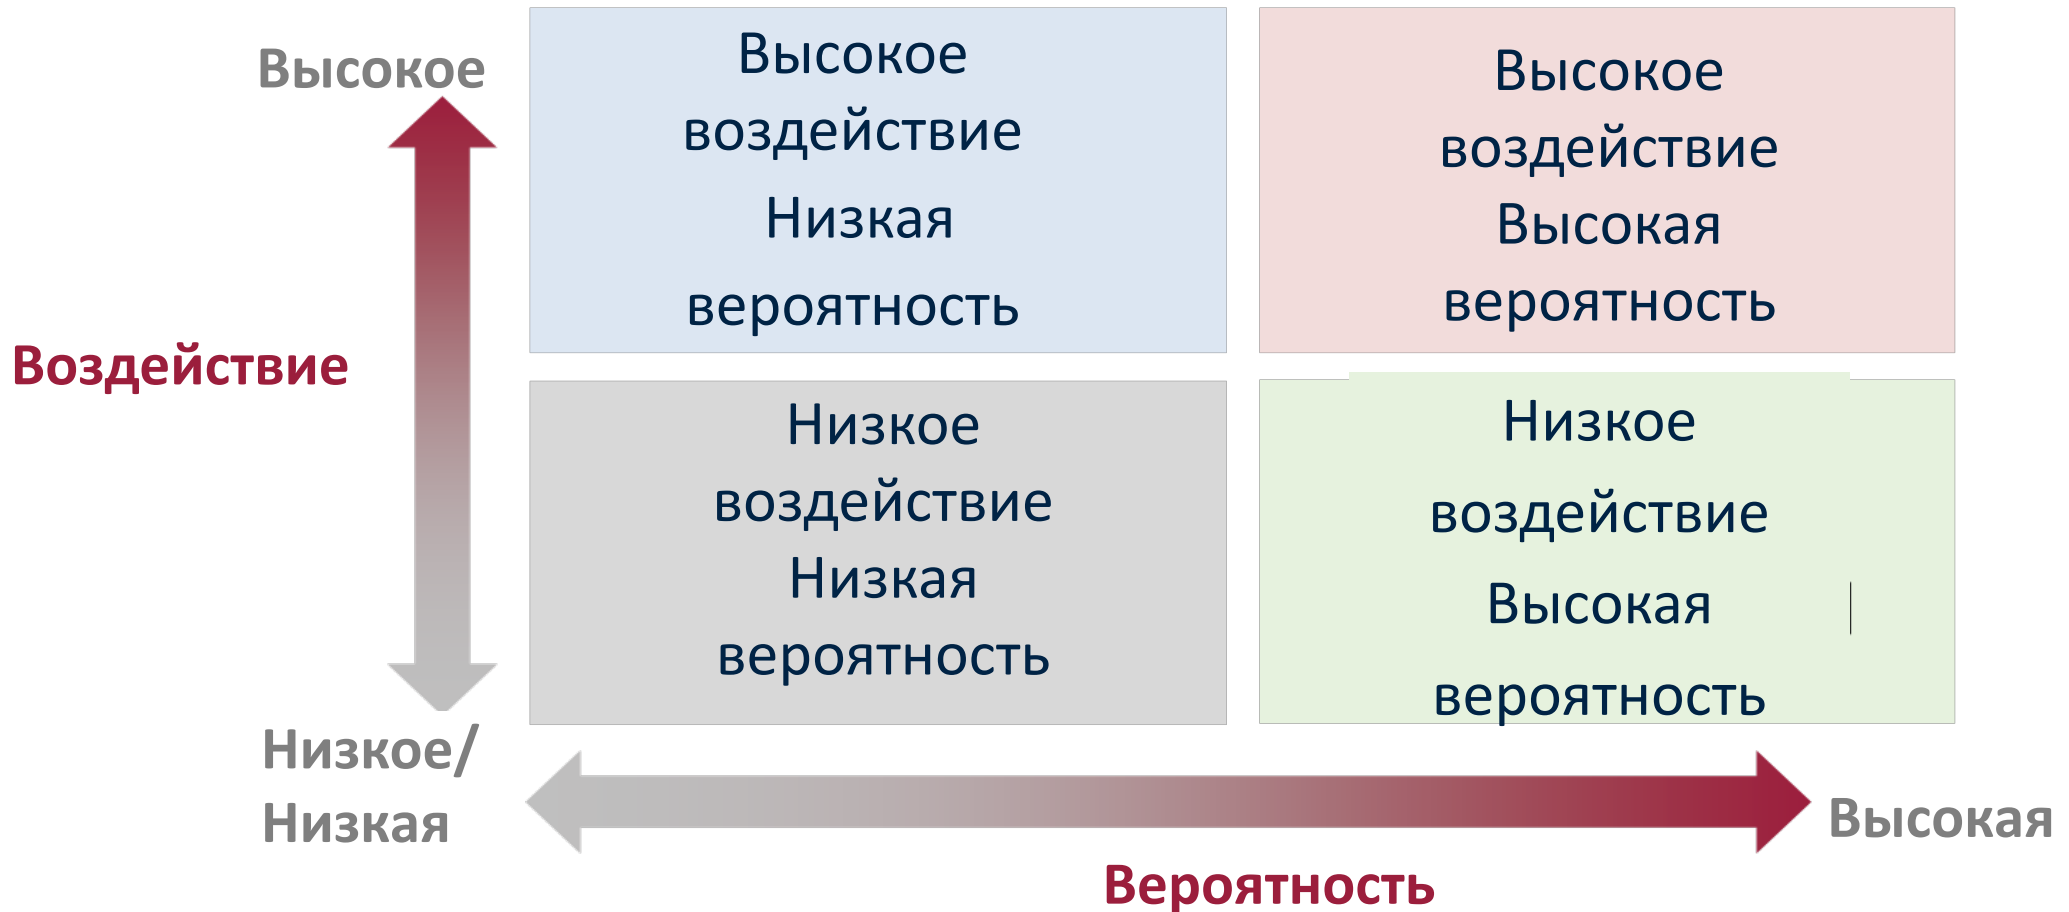 Высокое
Высокое
воздействие
Низкая
вероятность
Высокое
воздействие
Высокая
вероятность
Воздействие
Низкое
воздействие
Низкая
вероятность
Низкое
воздействие
Высокая
вероятность
Низкое/
Низкая
Высокая
Вероятность